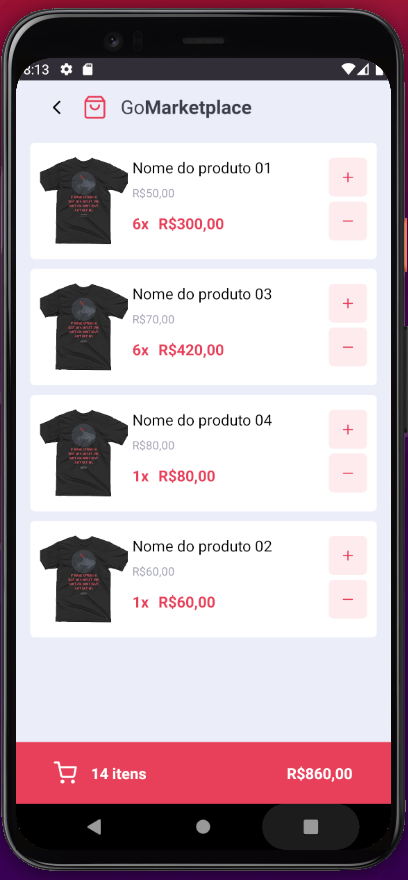 8:13
GoMarketplace
Nome do produto 01
R$50,00
6x R$300,00
+
−
Nome do produto 03
R$70,00
6x R$420,00
+
−
Nome do produto 04
R$80,00
1x R$80,00
+
−
Nome do produto 02
R$60,00
1x R$60,00
+
−
14 itens
R$860,00